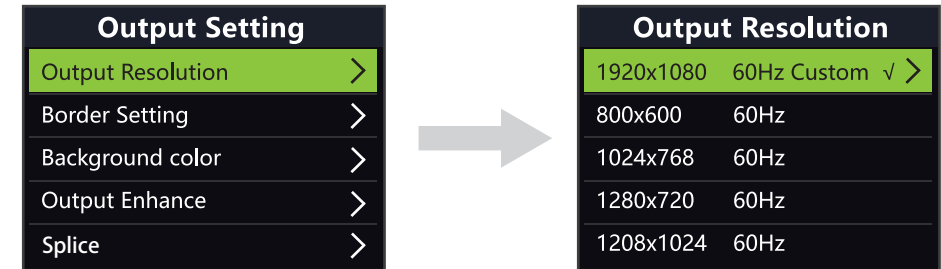 Output Setting
Output Resolution
Border Setting
Background color
Output Enhance
Splice
Output Resolution
1920x1080 60Hz Custom √
800x600 60Hz
1024x768 60Hz
1280x720 60Hz
1208x1024 60Hz